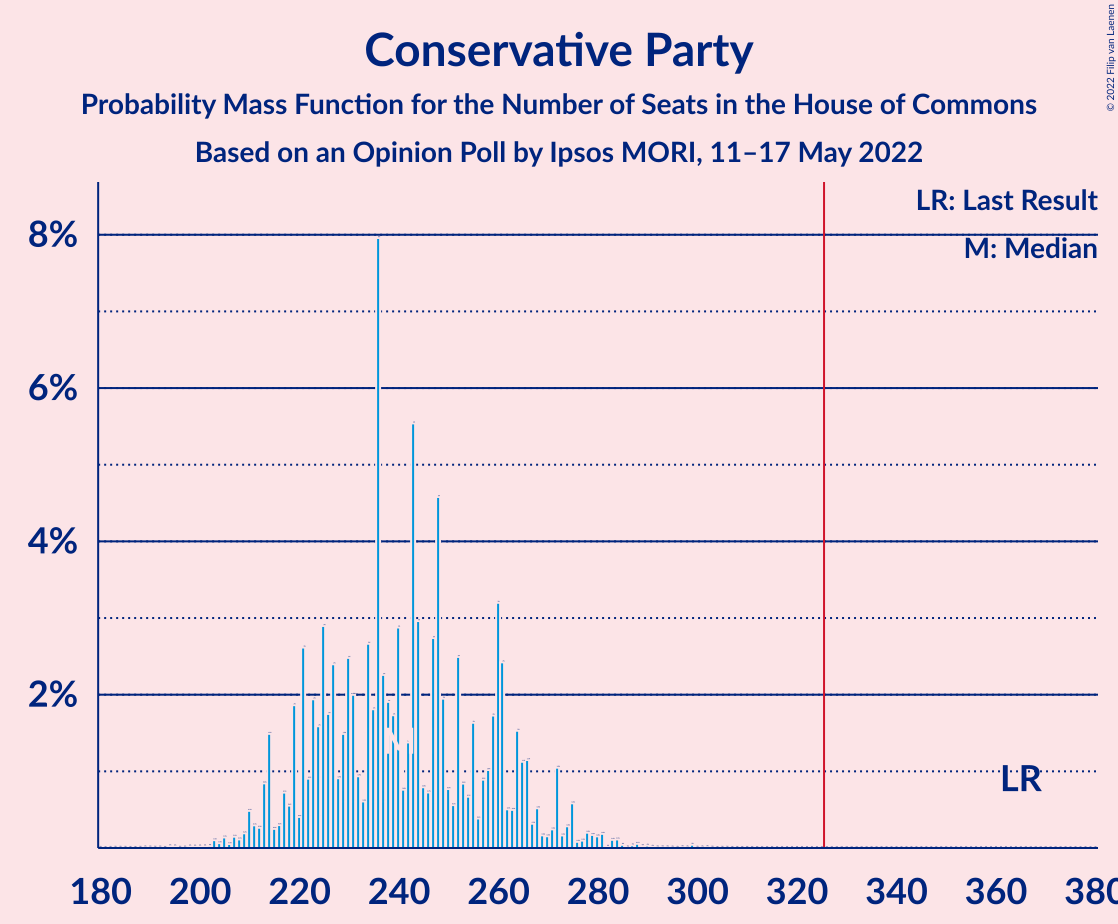 Conservative Party
Probability Mass Function for the Number of Seats in the House of Commons
Based on an Opinion Poll by Ipsos MORI, 11–17 May 2022
© 2022 Filip van Laenen
LR: Last Result
M: Median
8%
6%
4%
2%
M
LR
180 200 220 240 260 280 300 320 340 360 380